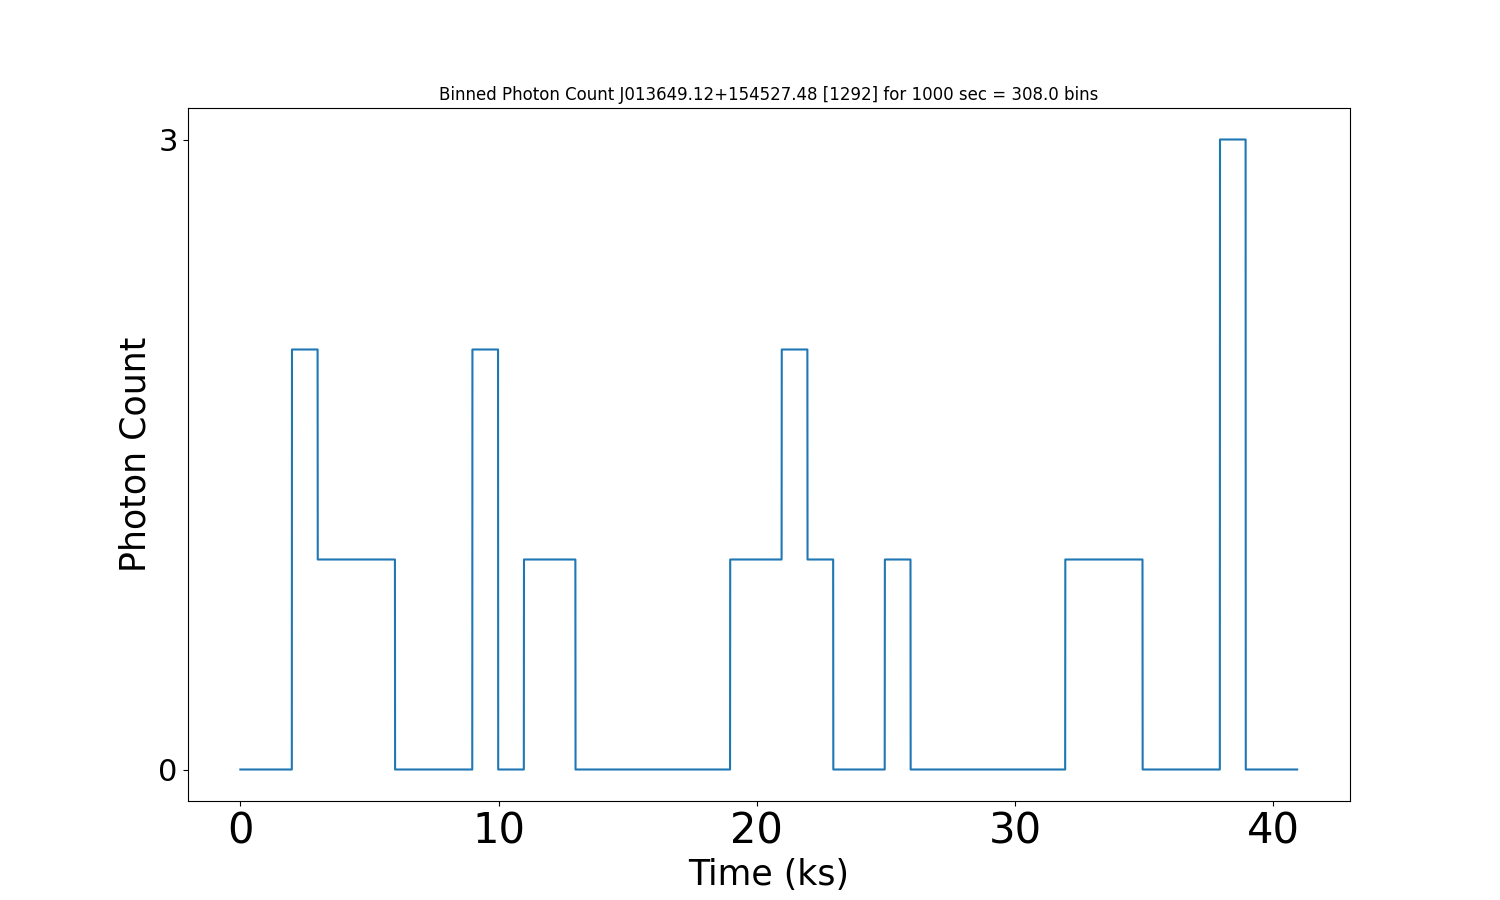 Binned Photon Count J013649.12+154527.48 [1292] for 1000 sec = 308.0 bins
3
Photon Count
0
0 10 20 30 40
Time (ks)